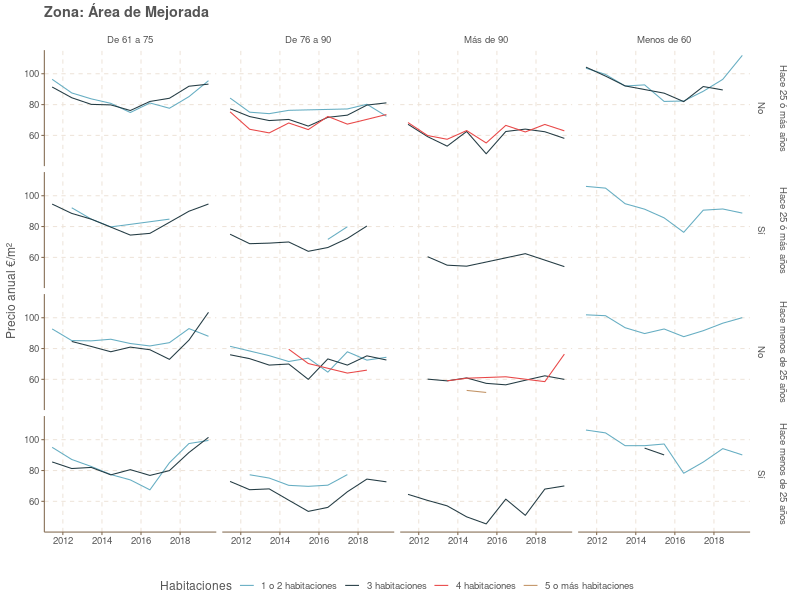 Zona: Área de Mejorada
De 61 a 75
De 76 a 90
Más de 90
Menos de 60
100
80
60
No
Hace 25 ó más años
100
80
60
Sí
Hace 25 ó más años
100
80
60
No
Hace menos de 25 años
100
80
60
Sí
Hace menos de 25 años
Precio anual €/m²
2012 2014 2016 2018
2012 2014 2016 2018
2012 2014 2016 2018
2012 2014 2016 2018
Habitaciones 1 o 2 habitaciones 3 habitaciones 4 habitaciones 5 o más habitaciones